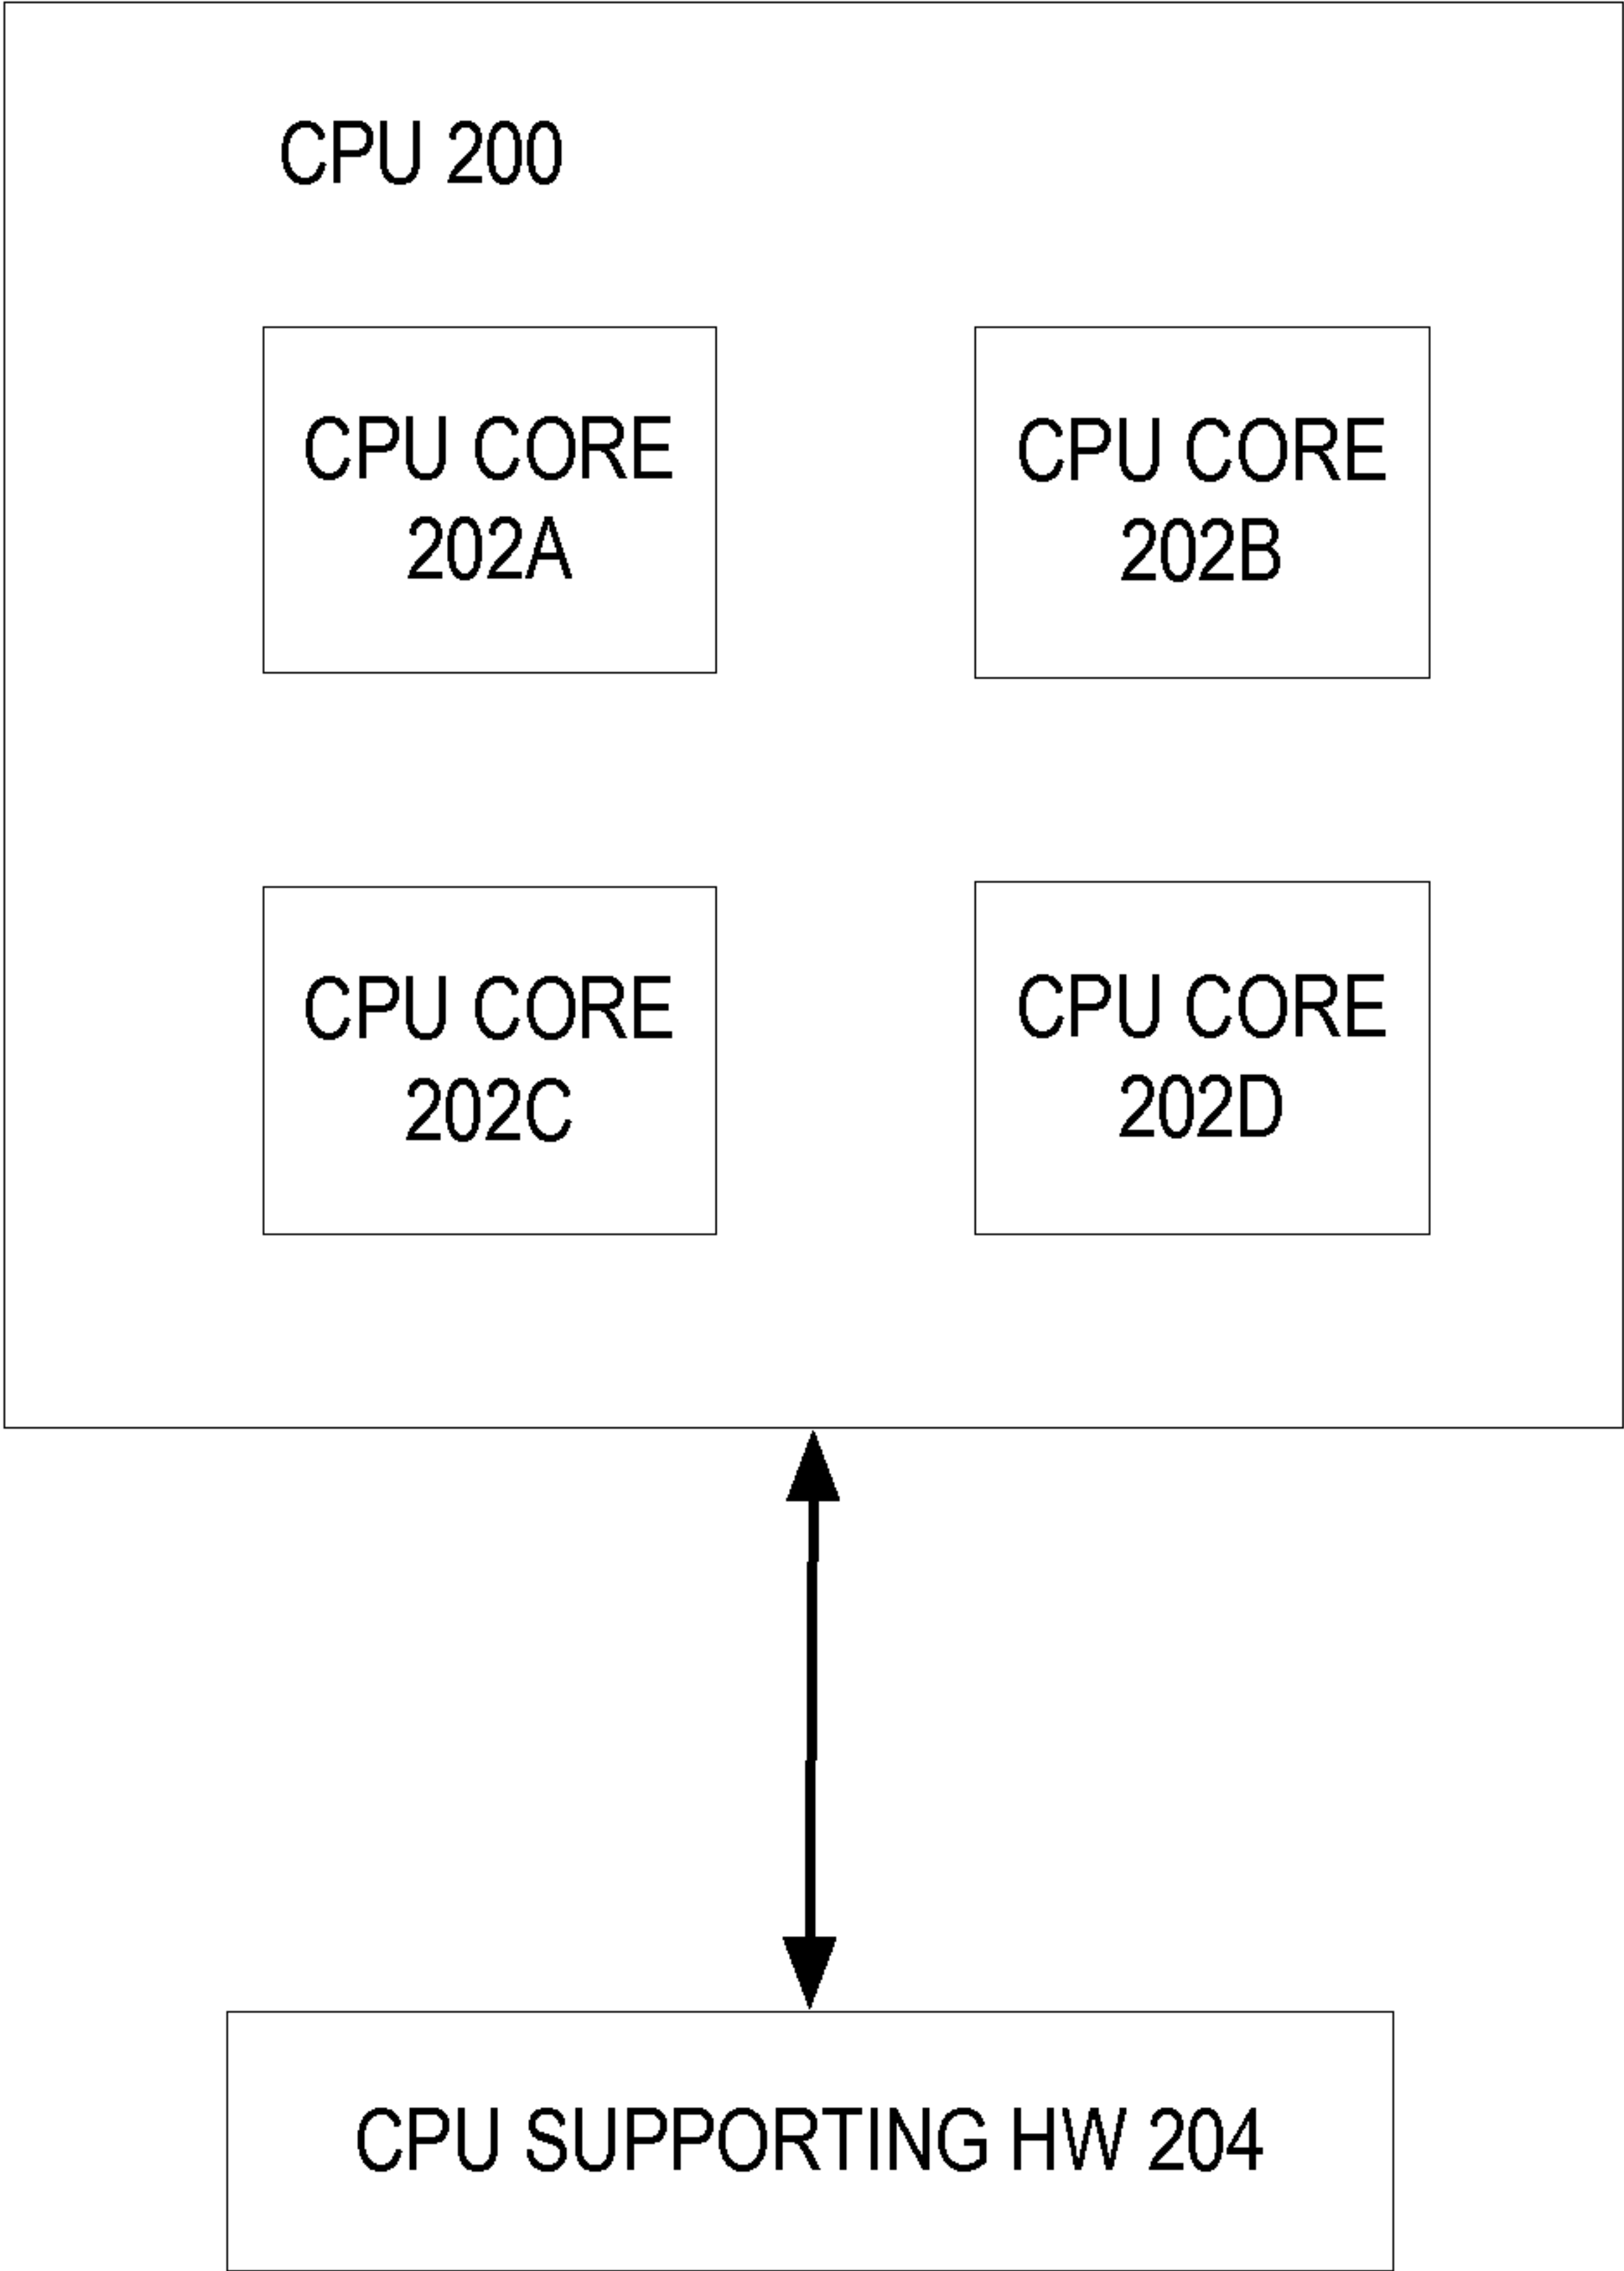 CPU 200
CPU CORE
202A
CPU CORE
202B
CPU CORE
202C
CPU CORE
202D
CPU SUPPORTING HW 204